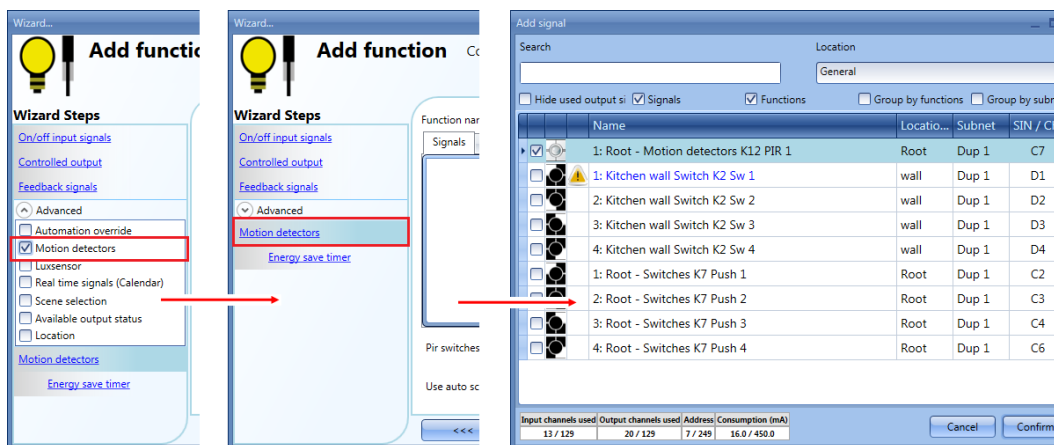 Wizard...
Add functio
Wizard Steps
On/off input signals
Controlled output
Feedback signals
Advanced
Automation override
Motion detectors
Luxsensor
Real time signals (Calendar)
Scene selection
Available output status
Location
Motion detectors
Energy save timer
Wizard...
Add function Co
Wizard Steps
On/off input signals
Controlled output
Feedback signals
Advanced
Motion detectors
Energy save timer
Function nar
Signals
Pir switches
Use auto sc
<<<
Add signal
Search
Location
General
Hide used output si Signals Functions Group by functions Group by subn
Name Locatio... Subnet SIN / Cl
1: Root - Motion detectors K12 PIR 1 Root Dup 1 C7
1: Kitchen wall Switch K2 Sw 1 wall Dup 1 D1
2: Kitchen wall Switch K2 Sw 2 wall Dup 1 D2
3: Kitchen wall Switch K2 Sw 3 wall Dup 1 D3
4: Kitchen wall Switch K2 Sw 4 wall Dup 1 D4
1: Root - Switches K7 Push 1 Root Dup 1 C2
2: Root - Switches K7 Push 2 Root Dup 1 C3
3: Root - Switches K7 Push 3 Root Dup 1 C4
4: Root - Switches K7 Push 4 Root Dup 1 C6
Input channels used Output channels used Address Consumption (mA)
13 / 129 20 / 129 7 / 249 16.0 / 450.0
Cancel Confirm